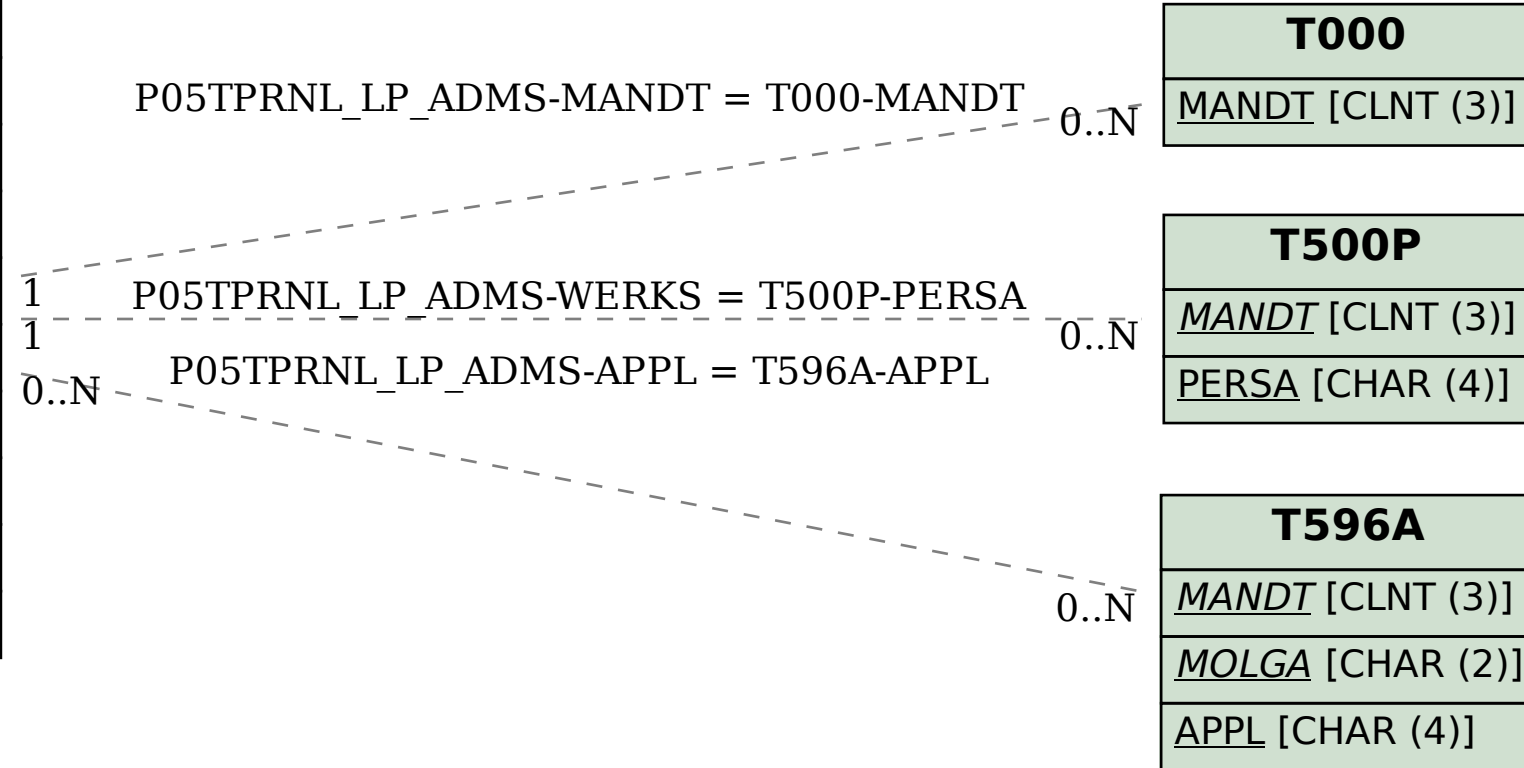 T000
P05TPRNL_LP_ADMS-MANDT = T000-MANDT
0..N
MANDT [CLNT (3)]
T500P
1
P05TPRNL_LP_ADMS-WERKS = T500P-PERSA
MANDT [CLNT (3)]
1
0..N
P05TPRNL_LP_ADMS-APPL = T596A-APPL
0..N
PERSA [CHAR (4)]
T596A
MANDT [CLNT (3)]
0..N
MOLGA [CHAR (2)]
APPL [CHAR (4)]